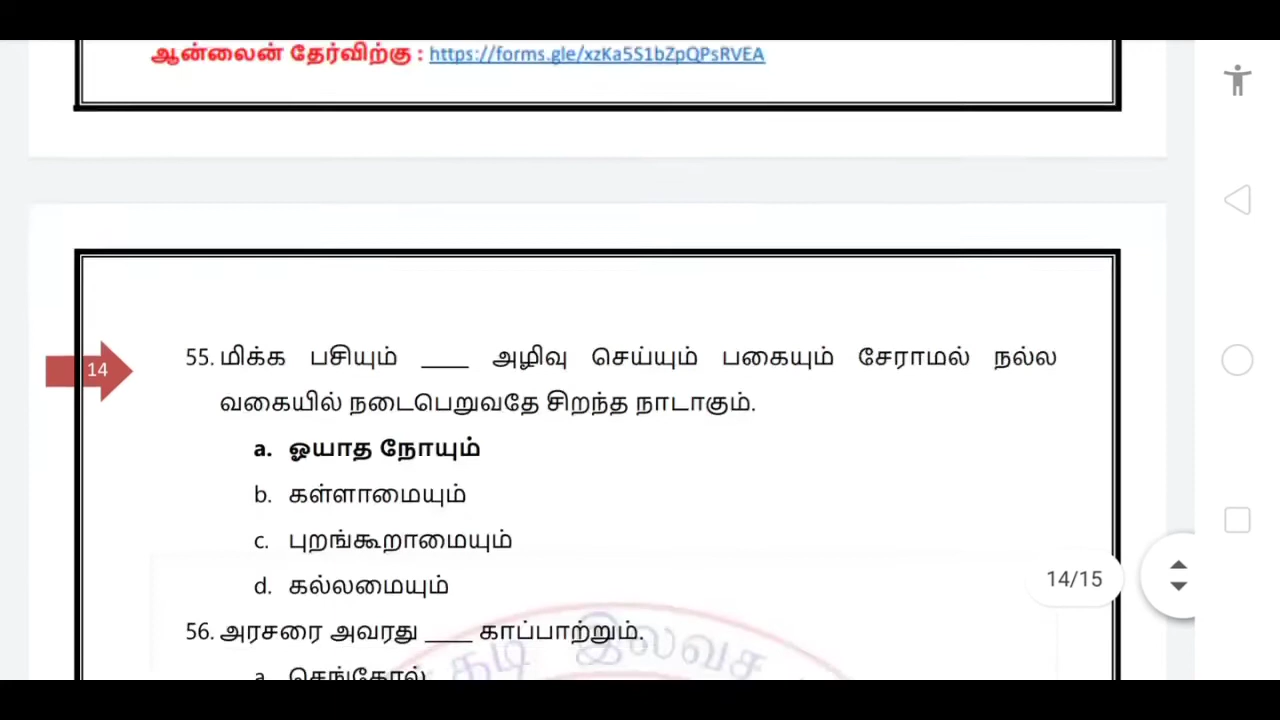 ஆன்லைன் தேர்விற்கு : https://forms.gle/xzKa5S1bZpQPsRVEA
14
55. மிக்க பசியும் ____ அழிவு செய்யும் பகையும் சேராமல் நல்ல
வகையில் நடைபெறுவதே சிறந்த நாடாகும்.
a. ஓயாத நோயும்
b. கள்ளாமையும்
c. புறங்கூறாமையும்
d. கல்லமையும்
14/15
56. அரசரை அவரது ____ காப்பாற்றும்.
a. செங்கோல்
இலவச